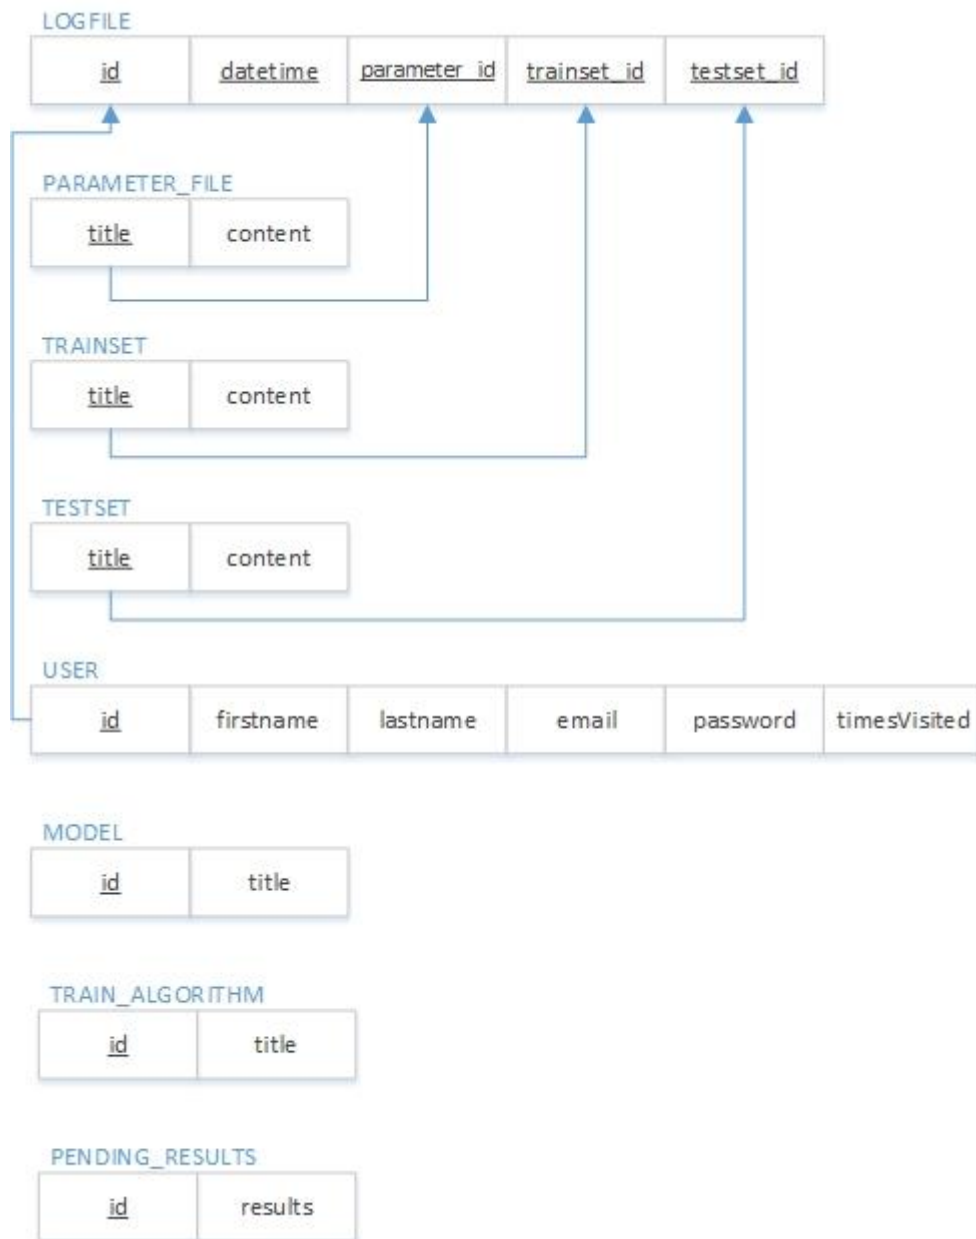 LOGFILE
id datetime parameter_id trainset_id testset_id
PARAMETER_FILE
title content
TRAINSET
title content
TESTSET
title content
USER
id firstname lastname email password timesVisited
MODEL
id title
TRAIN_ALGORITHM
id title
PENDING_RESULTS
id results